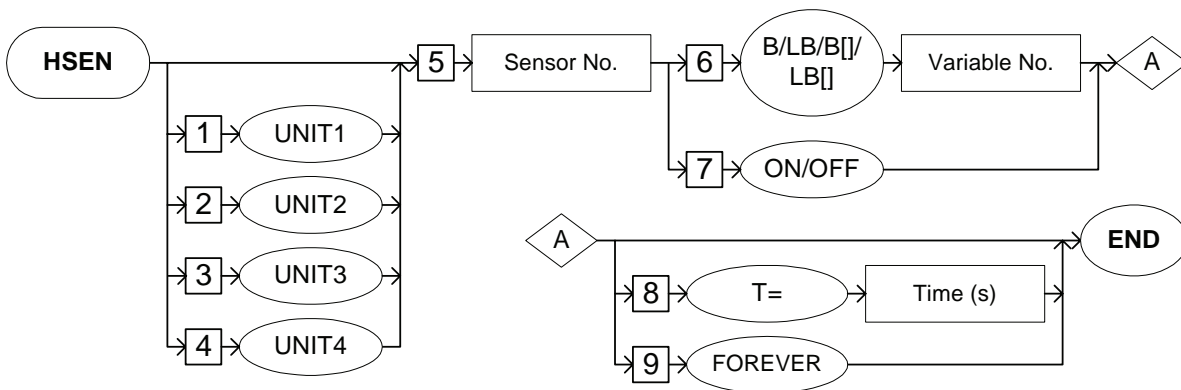 HSEN
5
Sensor No.
6
B/LB/B[]/
LB[]
Variable No.
A
1
UNIT1
7
ON/OFF
2
UNIT2
3
UNIT3
4
UNIT4
A
END
8
T=
Time (s)
9
FOREVER